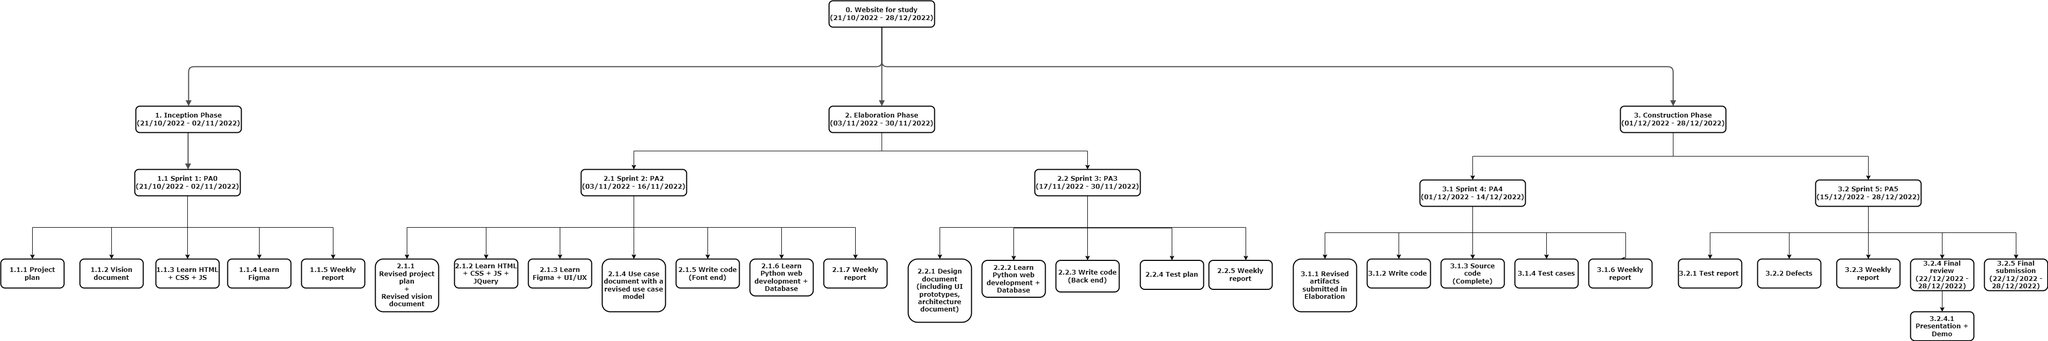 0. Website for study
(21/10/2022 - 28/12/2022)
1. Inception Phase
(21/10/2022 - 02/11/2022)
2. Elaboration Phase
(03/11/2022 - 30/11/2022)
3. Construction Phase
(01/12/2022 - 28/12/2022)
1.1 Sprint 1: PA0
(21/10/2022 - 02/11/2022)
2.1 Sprint 2: PA2
(03/11/2022 - 16/11/2022)
2.2 Sprint 3: PA3
(17/11/2022 - 30/11/2022)
3.1 Sprint 4: PA4
(01/12/2022 - 14/12/2022)
3.2 Sprint 5: PA5
(15/12/2022 - 28/12/2022)
1.1.1 Project
plan
1.1.2 Vision
document
1.1.3 Learn HTML
+ CSS + JS
1.1.4 Learn
Figma
1.1.5 Weekly
report
2.1.1
Revised project
plan
+
Revised vision
document
2.1.2 Learn HTML
+ CSS + JS +
JQuery
2.1.3 Learn
Figma + UI/UX
2.1.4 Use case
document with a
revised use case
model
2.1.5 Write code
(Font end)
2.1.6 Learn
Python web
development +
Database
2.1.7 Weekly
report
2.2.1 Design
document
(including UI
prototypes,
architecture
document)
2.2.2 Learn
Python web
development +
Database
2.2.3 Write code
(Back end)
2.2.4 Test plan
2.2.5 Weekly
report
3.1.1 Revised
artifacts
submitted in
Elaboration
3.1.2 Write code
3.1.3 Source
code
(Complete)
3.1.4 Test cases
3.1.6 Weekly
report
3.2.1 Test report
3.2.2 Defects
3.2.3 Weekly
report
3.2.4 Final
review
(22/12/2022 -
28/12/2022)
3.2.5 Final
submission
(22/12/2022 -
28/12/2022)
3.2.4.1
Presentation +
Demo